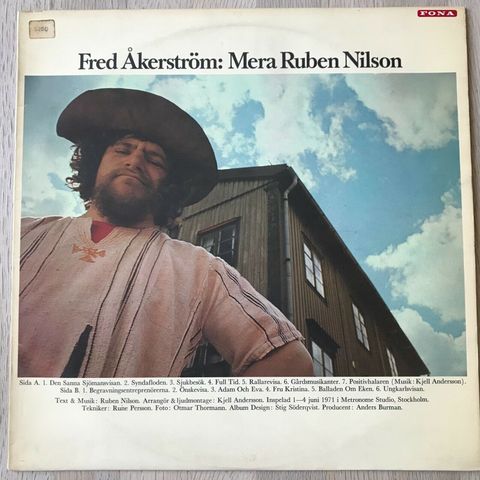 FONA
Fred Åkerström: Mera Ruben Nilson
Sida A. 1. Den Sanna Sjömansvisan. 2. Syndafloden. 3. Sjukbesök. 4. Full Tid. 5. Rallarevisa. 6. Gårdsmusikanter. 7. Positivhalaren (Musik: Kjell Andersson).
Sida B. 1. Begravningsentreprenörerna. 2. Önskevisa. 3. Adam Och Eva. 4. Fru Kristina. 5. Balladen Om Eken. 6. Ungkarlsvisan.
Text & Musik: Ruben Nilson. Arrangör & ljudmontage: Kjell Andersson. Inspelad 1—4 juni 1971 i Metronome Studio, Stockholm.
Tekniker: Rune Persson. Foto: Otmar Thormann. Album Design: Stig Söderqvist. Producent: Anders Burman.